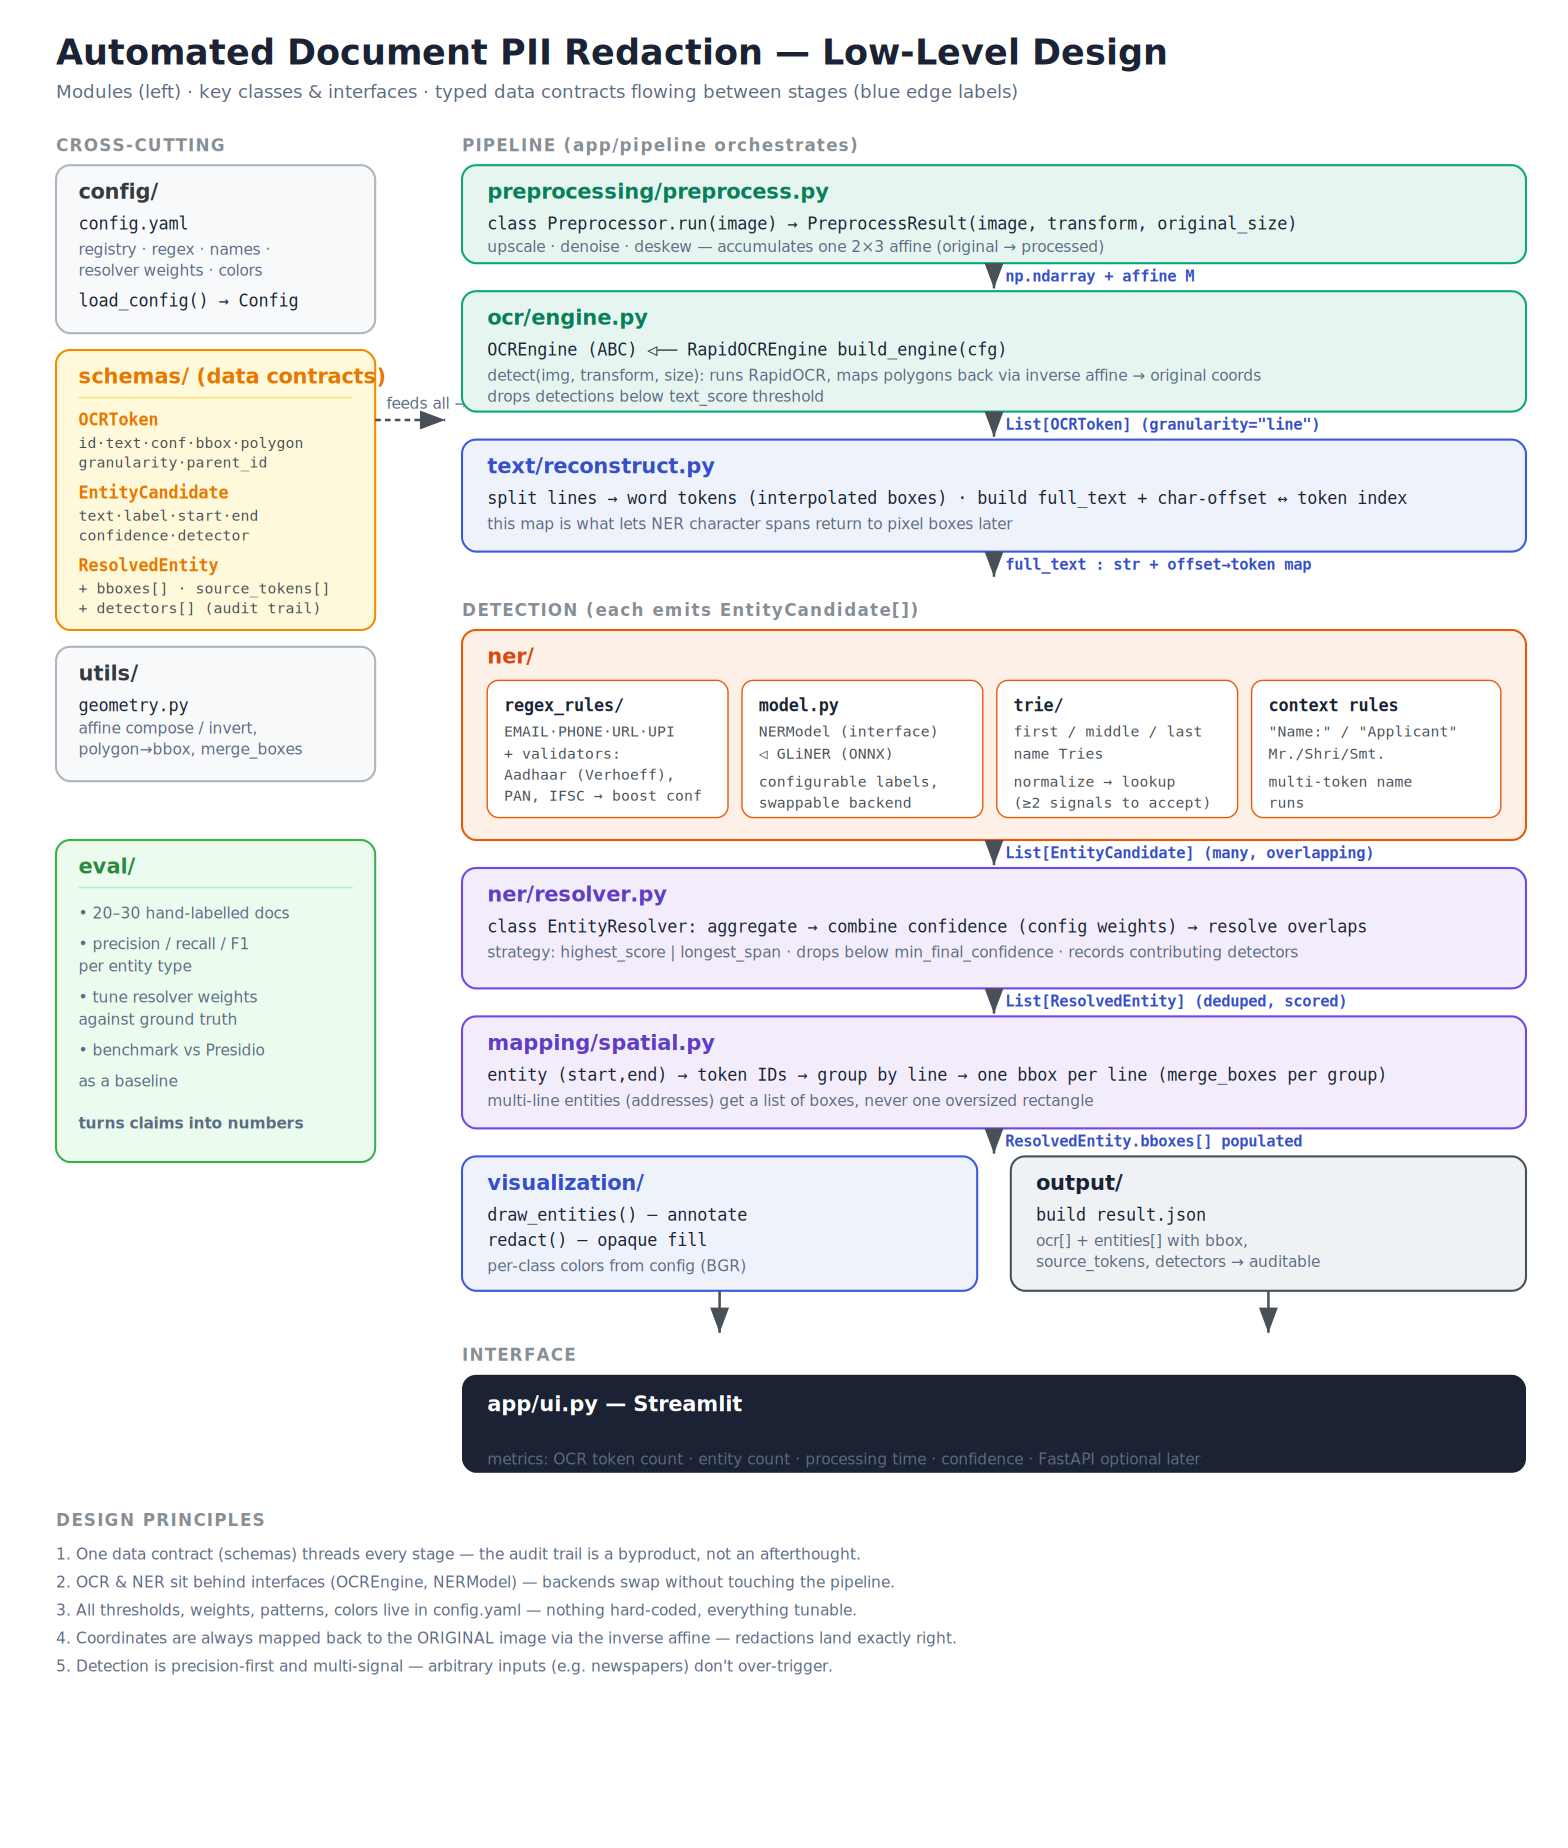 Automated Document PII Redaction — Low-Level Design
Modules (left) · key classes & interfaces · typed data contracts flowing between stages (blue edge labels)
CROSS-CUTTING
config/
config.yaml
registry · regex · names ·
resolver weights · colors
load_config() → Config
schemas/ (data contracts)
OCRToken
id·text·conf·bbox·polygon
granularity·parent_id
EntityCandidate
text·label·start·end
confidence·detector
ResolvedEntity
+ bboxes[] · source_tokens[]
+ detectors[] (audit trail)
feeds all →
utils/
geometry.py
affine compose / invert,
polygon→bbox, merge_boxes
eval/
• 20–30 hand-labelled docs
• precision / recall / F1
per entity type
• tune resolver weights
against ground truth
• benchmark vs Presidio
as a baseline
turns claims into numbers
PIPELINE (app/pipeline orchestrates)
preprocessing/preprocess.py
class Preprocessor.run(image) → PreprocessResult(image, transform, original_size)
upscale · denoise · deskew — accumulates one 2×3 affine (original → processed)
np.ndarray + affine M
ocr/engine.py
OCREngine (ABC) ◁── RapidOCREngine build_engine(cfg)
detect(img, transform, size): runs RapidOCR, maps polygons back via inverse affine → original coords
drops detections below text_score threshold
List[OCRToken] (granularity="line")
text/reconstruct.py
split lines → word tokens (interpolated boxes) · build full_text + char-offset ↔ token index
this map is what lets NER character spans return to pixel boxes later
full_text : str + offset→token map
DETECTION (each emits EntityCandidate[])
ner/
regex_rules/
EMAIL·PHONE·URL·UPI
+ validators:
Aadhaar (Verhoeff),
PAN, IFSC → boost conf
model.py
NERModel (interface)
◁ GLiNER (ONNX)
configurable labels,
swappable backend
trie/
first / middle / last
name Tries
normalize → lookup
(≥2 signals to accept)
context rules
"Name:" / "Applicant"
Mr./Shri/Smt.
multi-token name
runs
List[EntityCandidate] (many, overlapping)
ner/resolver.py
class EntityResolver: aggregate → combine confidence (config weights) → resolve overlaps
strategy: highest_score | longest_span · drops below min_final_confidence · records contributing detectors
List[ResolvedEntity] (deduped, scored)
mapping/spatial.py
entity (start,end) → token IDs → group by line → one bbox per line (merge_boxes per group)
multi-line entities (addresses) get a list of boxes, never one oversized rectangle
ResolvedEntity.bboxes[] populated
visualization/
draw_entities() — annotate
redact() — opaque fill
per-class colors from config (BGR)
output/
build result.json
ocr[] + entities[] with bbox,
source_tokens, detectors → auditable
INTERFACE
app/ui.py — Streamlit
metrics: OCR token count · entity count · processing time · confidence · FastAPI optional later
DESIGN PRINCIPLES
1. One data contract (schemas) threads every stage — the audit trail is a byproduct, not an afterthought.
2. OCR & NER sit behind interfaces (OCREngine, NERModel) — backends swap without touching the pipeline.
3. All thresholds, weights, patterns, colors live in config.yaml — nothing hard-coded, everything tunable.
4. Coordinates are always mapped back to the ORIGINAL image via the inverse affine — redactions land exactly right.
5. Detection is precision-first and multi-signal — arbitrary inputs (e.g. newspapers) don't over-trigger.